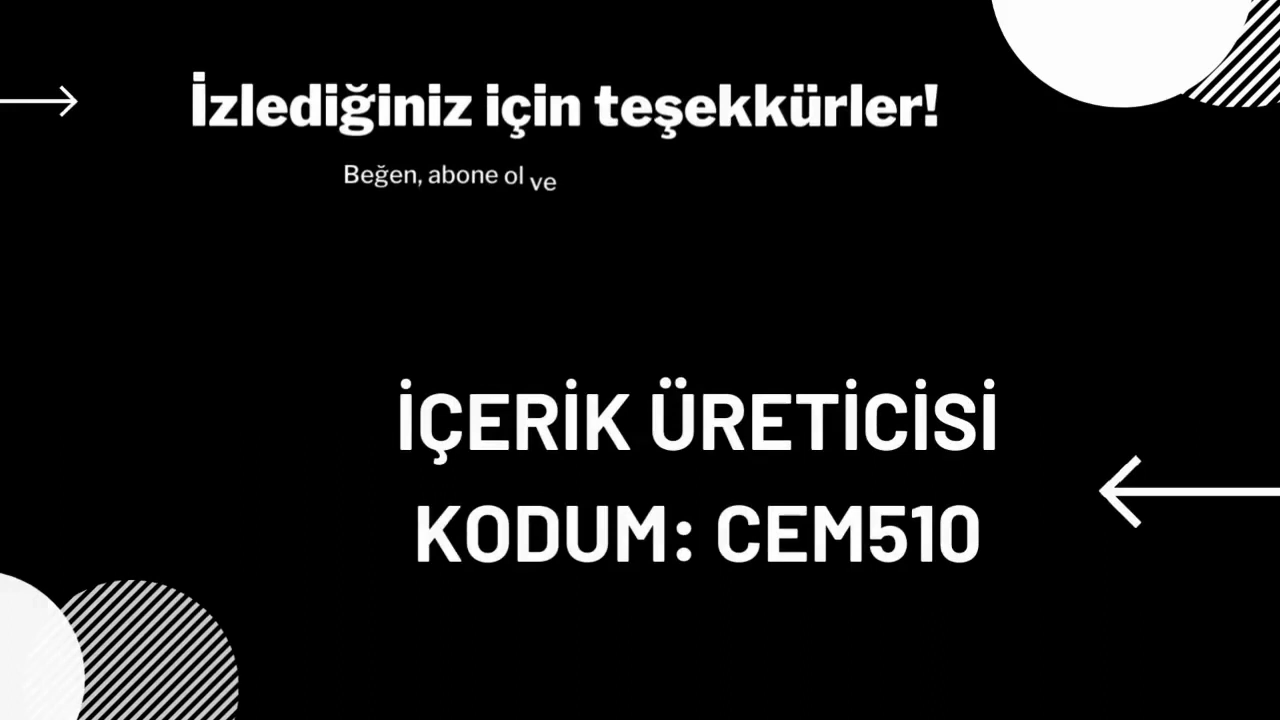 İzlediğiniz için teşekkürler!
Beğen, abone ol ve
İÇERİK ÜRETİCİSİ
KODUM: CEM510